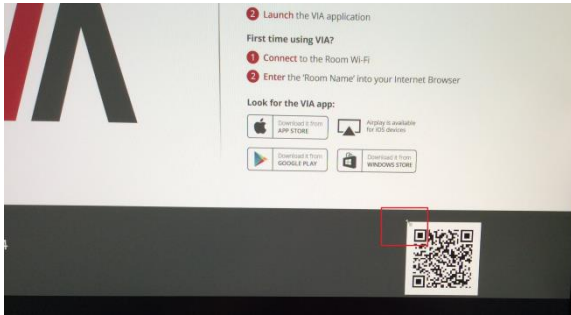 IA
2 Launch the VIA application
First time using VIA?
1 Connect to the Room Wi-Fi
2 Enter the 'Room Name' into your Internet Browser
Look for the VIA app:
Download it from
APP STORE
Airplay is available
for iOS devices
Download it from
GOOGLE PLAY
Download it from
WINDOWS STORE
4